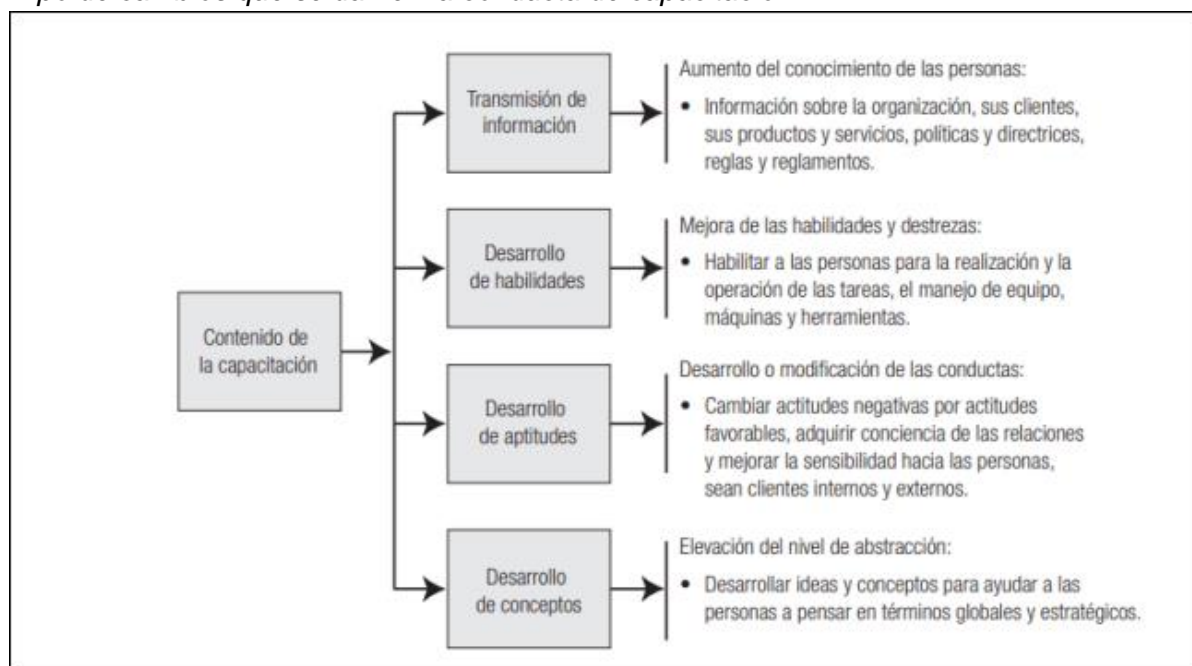 Contenido de
la capacitación
Transmisión de
información
Aumento del conocimiento de las personas:
• Información sobre la organización, sus clientes,
sus productos y servicios, políticas y directrices,
reglas y reglamentos.
Desarrollo
de habilidades
Mejora de las habilidades y destrezas:
• Habilitar a las personas para la realización y la
operación de las tareas, el manejo de equipo,
máquinas y herramientas.
Desarrollo
de aptitudes
Desarrollo o modificación de las conductas:
• Cambiar actitudes negativas por actitudes
favorables, adquirir conciencia de las relaciones
y mejorar la sensibilidad hacia las personas,
sean clientes internos y externos.
Desarrollo
de conceptos
Elevación del nivel de abstracción:
• Desarrollar ideas y conceptos para ayudar a las
personas a pensar en términos globales y estratégicos.